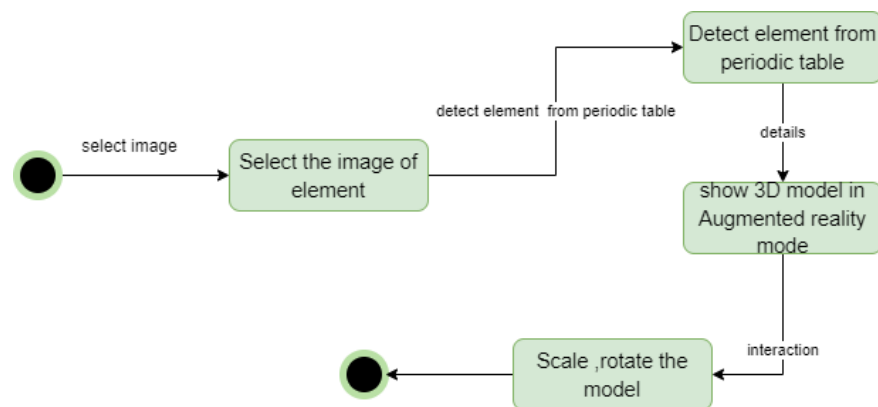 select image
Select the image of
element
detect element  from periodic table
Detect element from
periodic table
details
show 3D model in
Augmented reality
mode
interaction
Scale ,rotate the
model